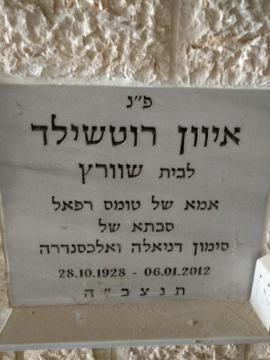 פ"נ
איוון רוטשילד
לבית שוורץ
אמא של טומס רפאל
סבתא של
סימון דניאלה ואלכסנדרה
28.10.1928 - 06.01.2012
ת נ צ ב " ה